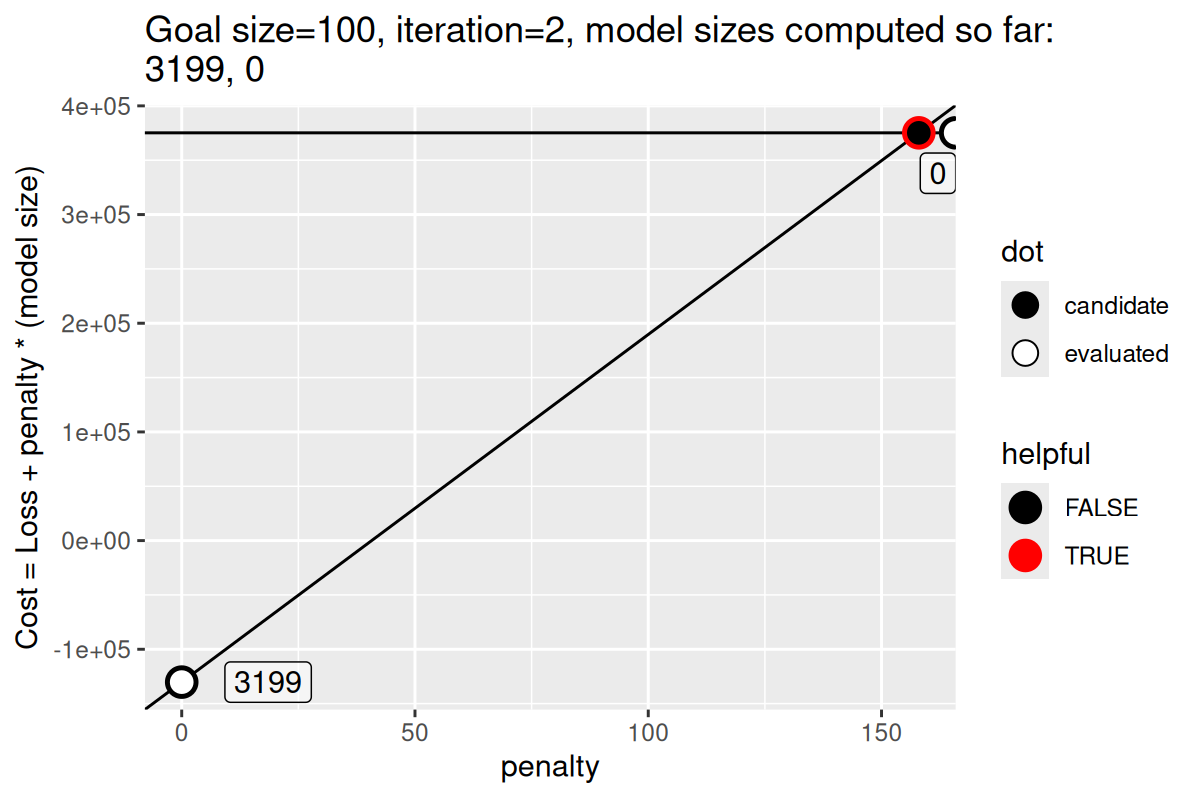 Goal size=100, iteration=2, model sizes computed so far:
3199, 0
Cost = Loss + penalty * (model size)
4e+05
3e+05
2e+05
1e+05
0e+00
-1e+05
0
3199
0
50
100
150
penalty
dot
candidate
evaluated
helpful
FALSE
TRUE